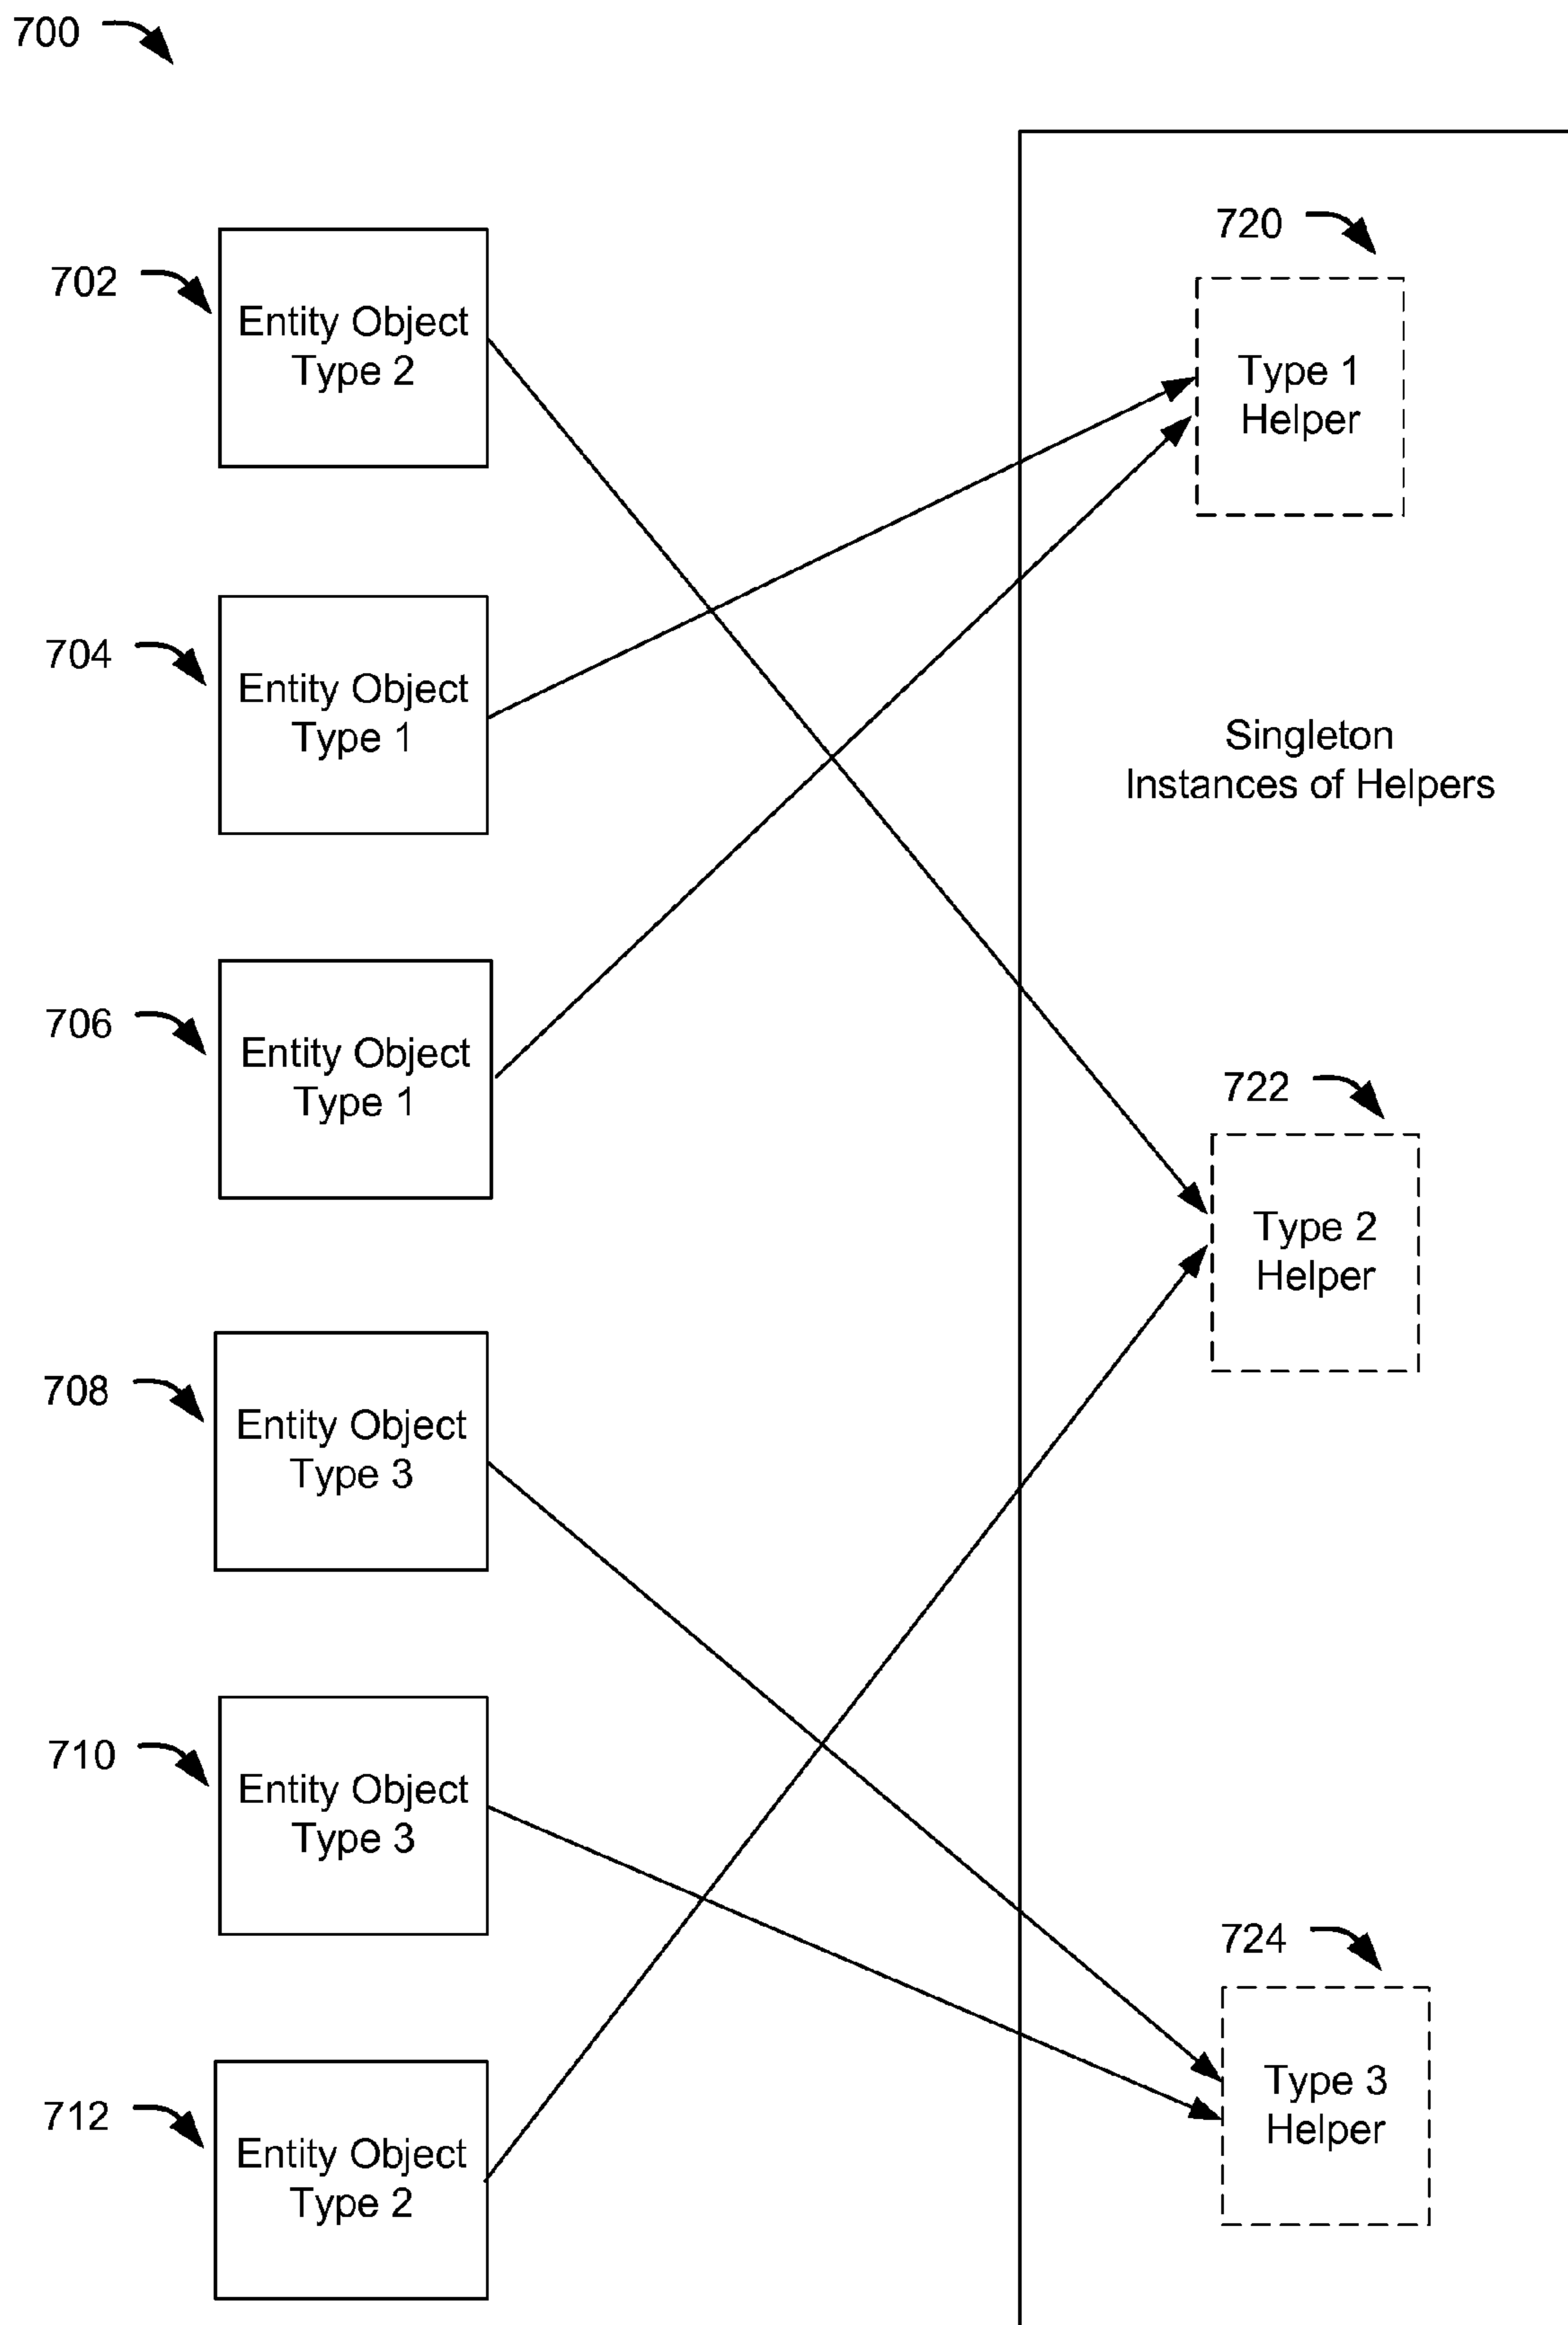 700
702
Entity Object
Type 2
704
Entity Object
Type 1
706
Entity Object
Type 1
708
Entity Object
Type 3
710
Entity Object
Type 3
712
Entity Object
Type 2
720
Type 1
Helper
Singleton
Instances of Helpers
722
Type 2
Helper
724
Type 3
Helper